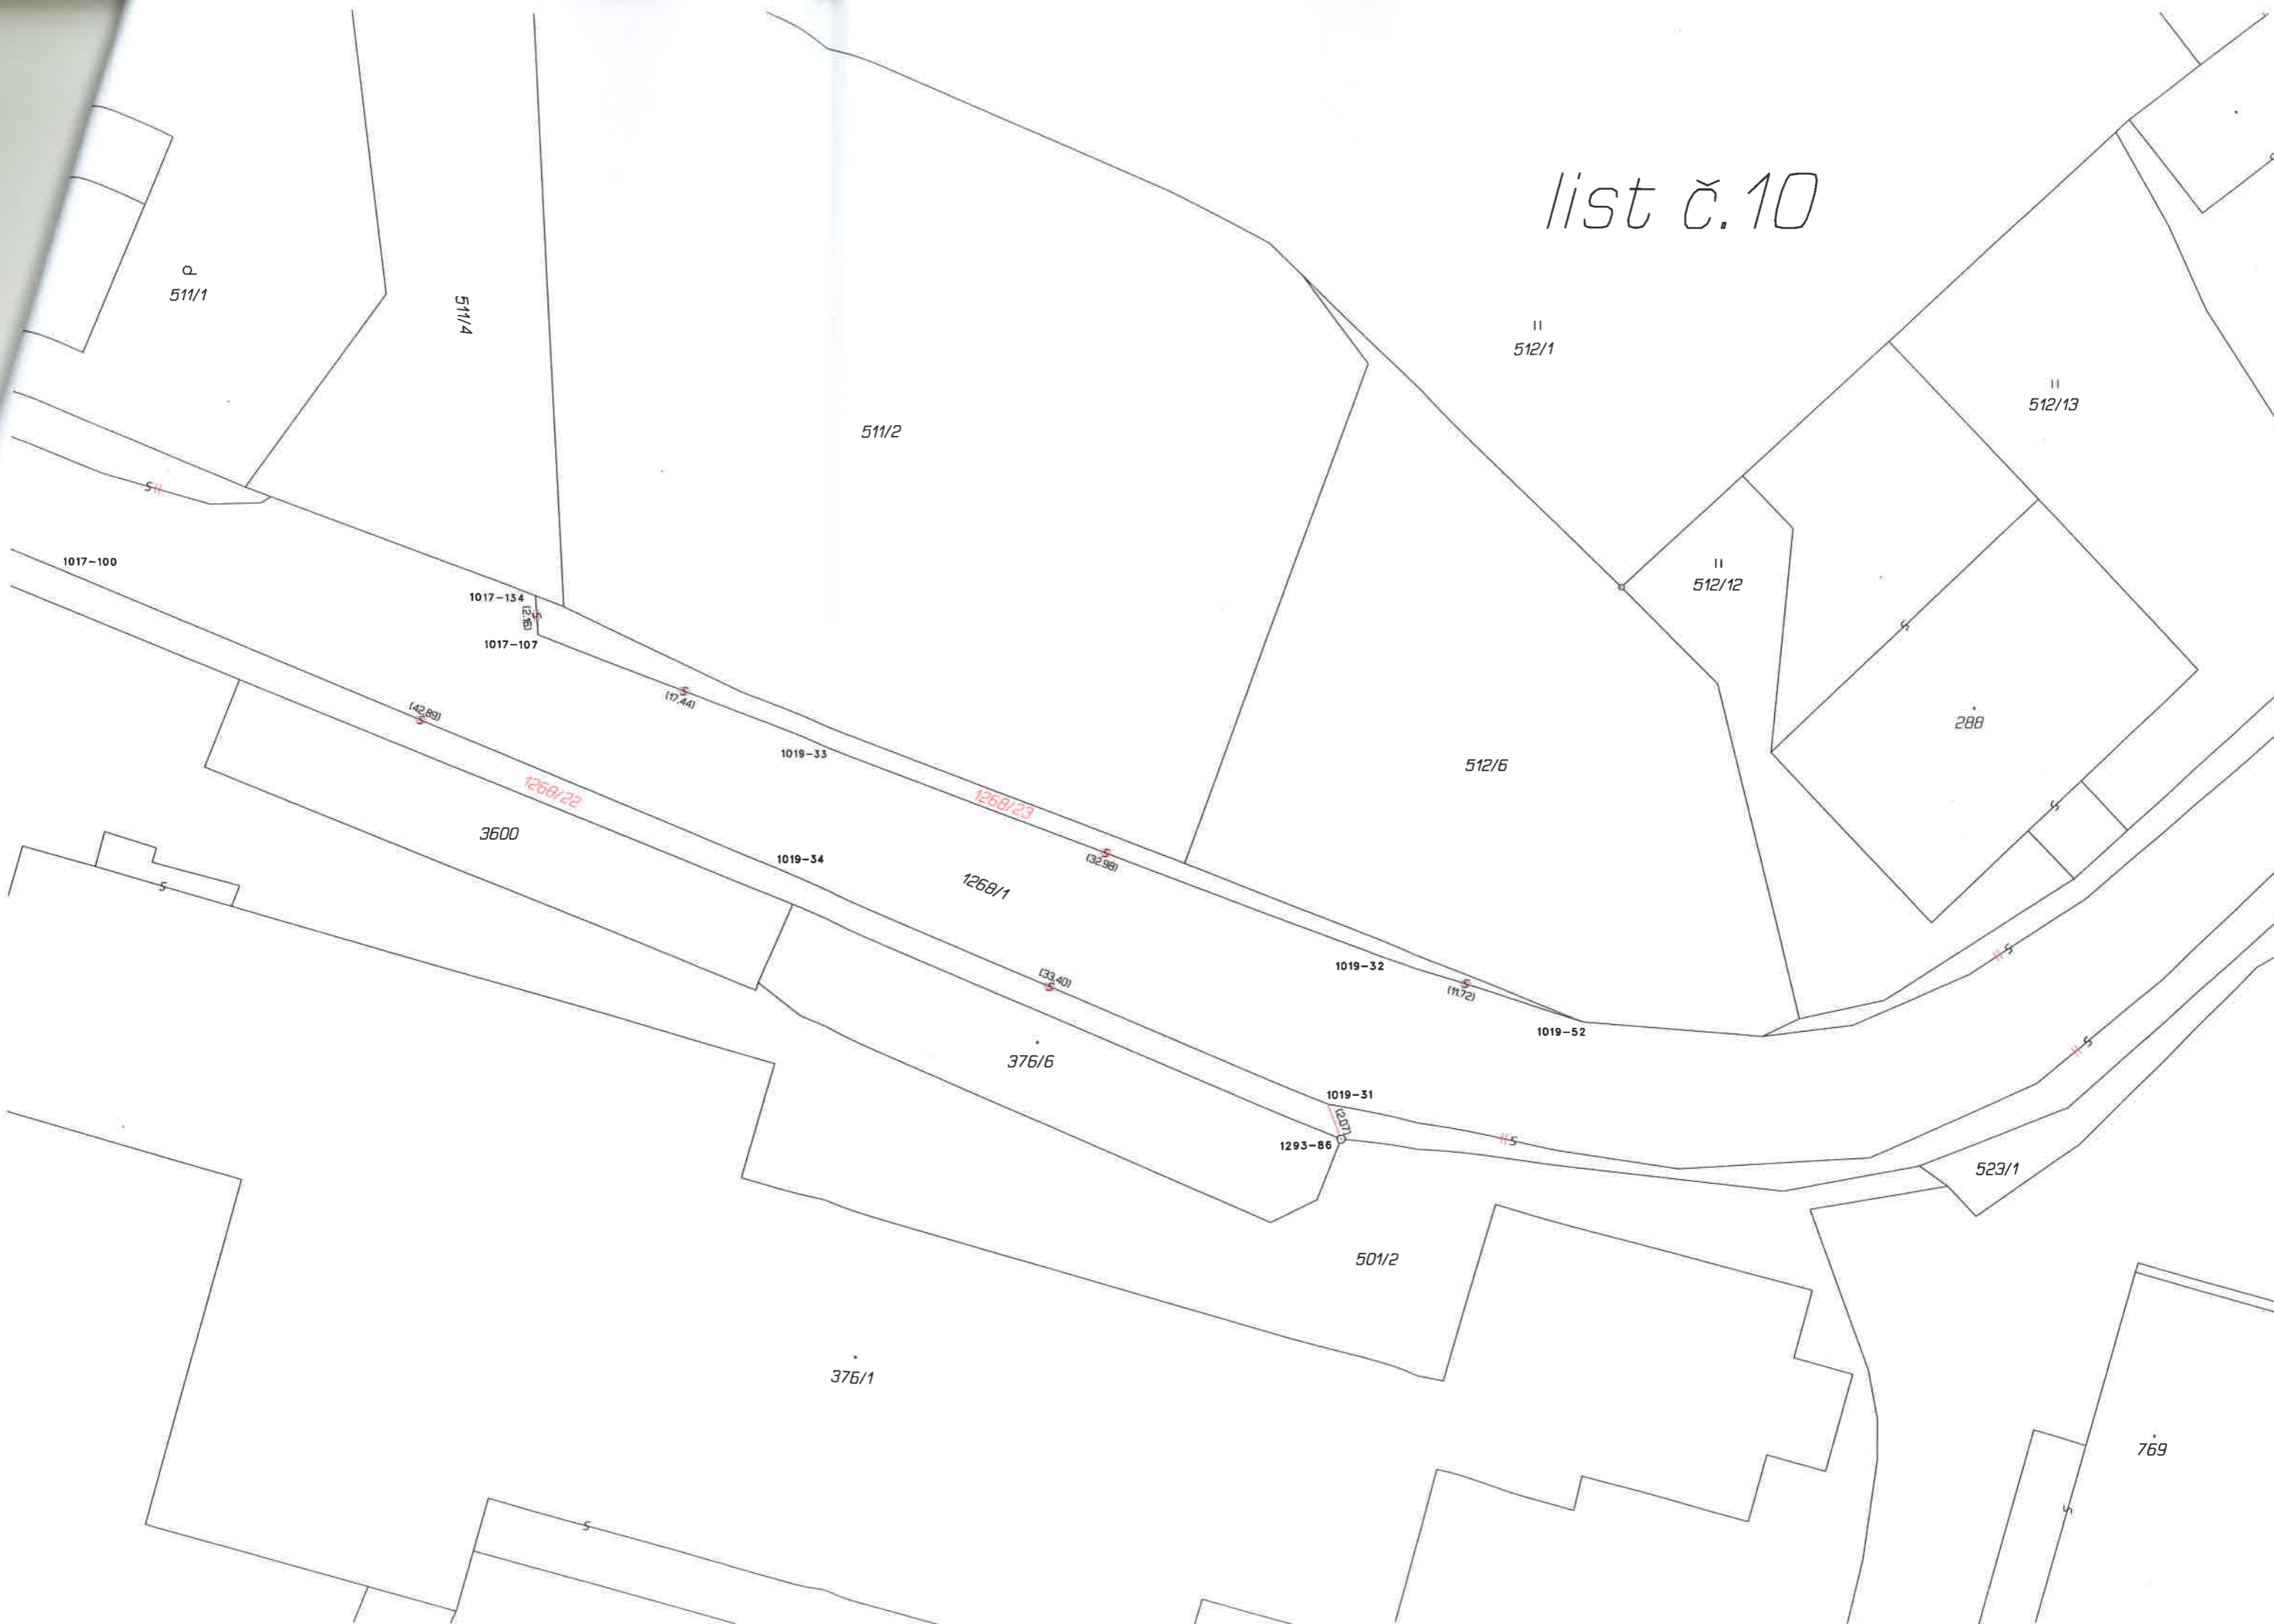 list č.10
511/1
511/4
512/1
512/13
511/2
S
1017-100
512/12
1017-134
(2.16)
S
1017-107
S
S
(17.44)
(42.89)
S
288
1019-33
512/6
1268/22
1268/23
S
3600
1019-34
S
(32.98)
1268/1
S
S
1019-32
(33.40)
S
S
(11.72)
1019-52
S
376/6
1019-31
(2.07)
S
1293-86
523/1
501/2
376/1
769
S
S